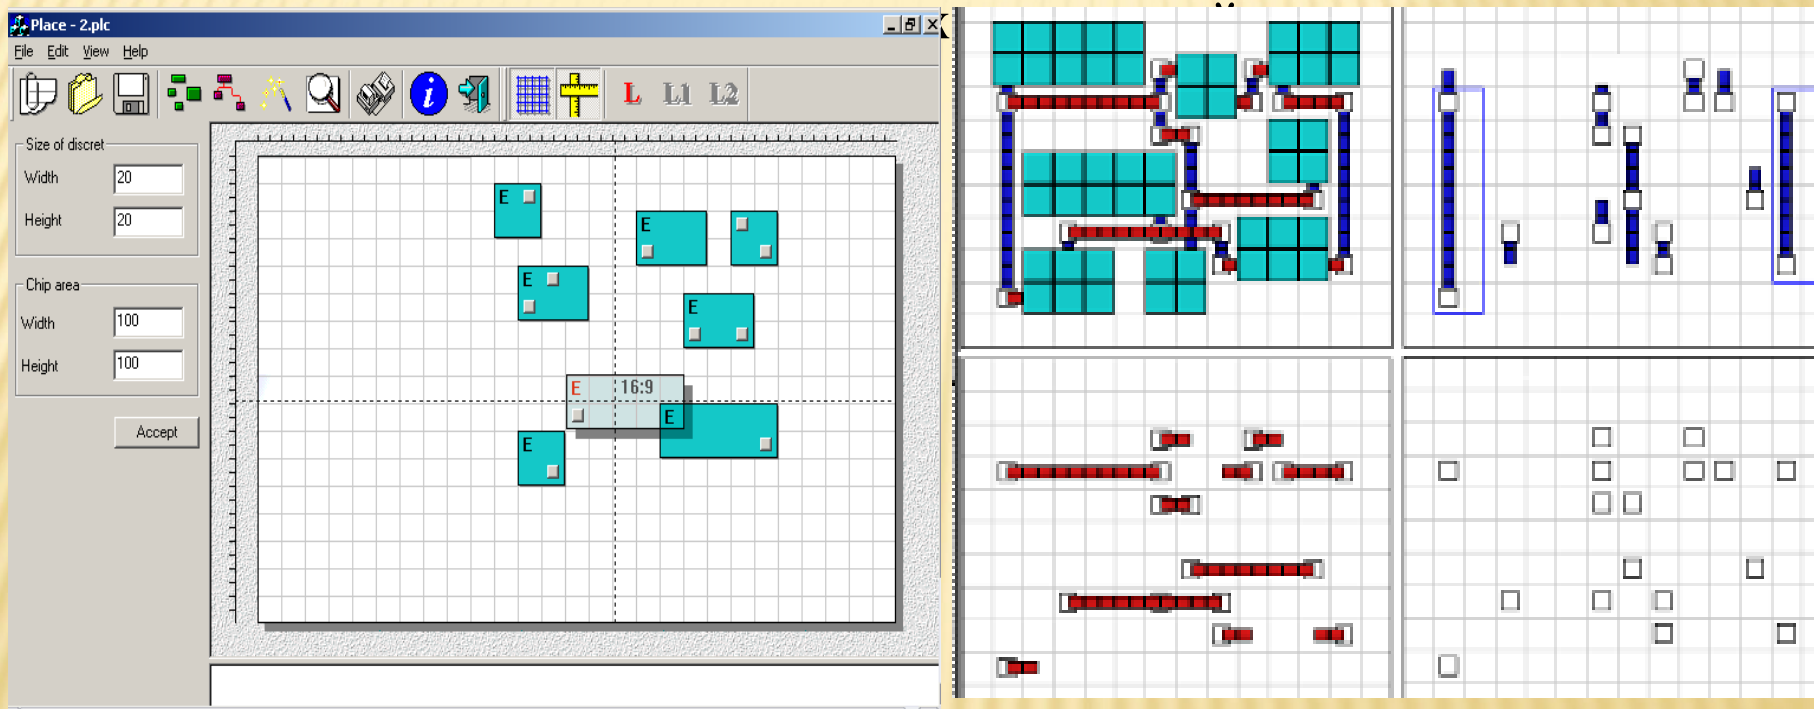 Place - 2.plc
File Edit View Help
L L1 L2
Size of discret
Width 20
Height 20
Chip area
Width 100
Height 100
Accept
E
E
E
E
E 16:9
E
E